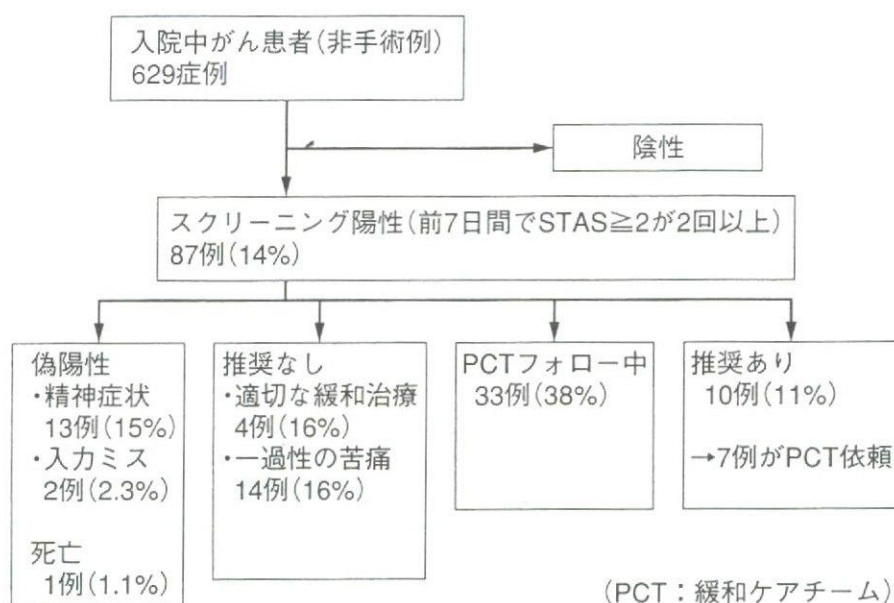 入院中がん患者(非手術例)
629症例
陰性
スクリーニング陽性(前7日間でSTAS≧2が2回以上)
87例(14%)
偽陽性
・精神症状
13例(15%)
・入力ミス
2例(2.3%)
死亡
1例(1.1%)
推奨なし
・適切な緩和治療
4例(16%)
・一過性の苦痛
14例(16%)
PCTフォロー中
33例(38%)
推奨あり
10例(11%)
→7例がPCT依頼
(PCT：緩和ケアチーム)